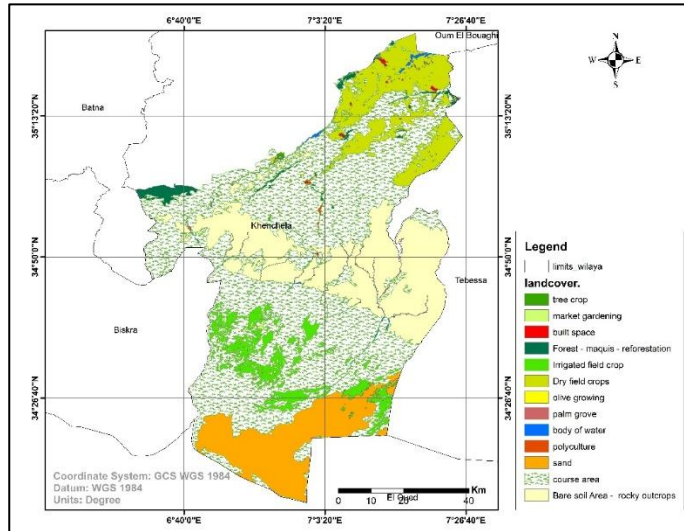 6°40'0"E 7°3'20"E 7°26'40"E
Oum El Bouaghi
N
W E
S
Batna
35°13'20"N 35°13'20"N
Khenchela
34°50'0"N 34°50'0"N
Tebessa
Biskra
34°26'40"N 34°26'40"N
Legend
limits_wilaya
landcover.
tree crop
market gardening
built space
Forest - maquis - reforestation
Irrigated field crop
Dry field crops
olive growing
palm grove
body of water
polyculture
sand
course area
Bare soil Area - rocky outcrops
Coordinate System: GCS WGS 1984
Datum: WGS 1984
Units: Degree
Km
0 10 20 40
El Oued
6°40'0"E 7°3'20"E 7°26'40"E